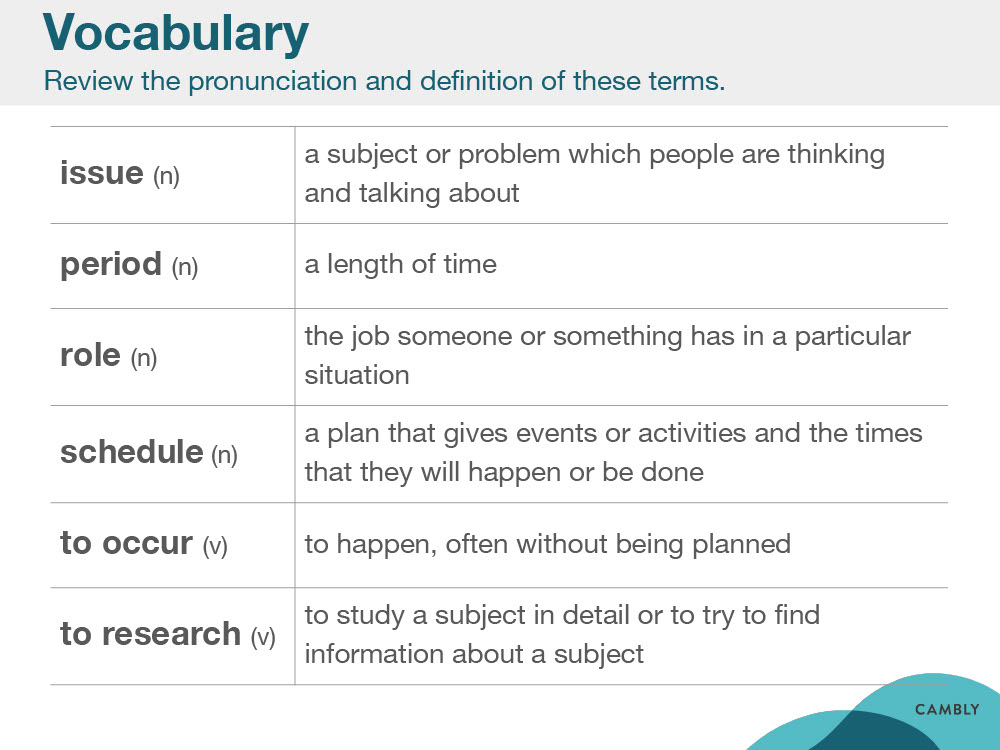 Vocabulary
Review the pronunciation and definition of these terms.
issue (n)
a subject or problem which people are thinking
and talking about
period (n)
a length of time
role (n)
the job someone or something has in a particular
situation
schedule (n)
a plan that gives events or activities and the times
that they will happen or be done
to occur (v)
to happen, often without being planned
to research (v)
to study a subject in detail or to try to find
information about a subject
CAMBLY